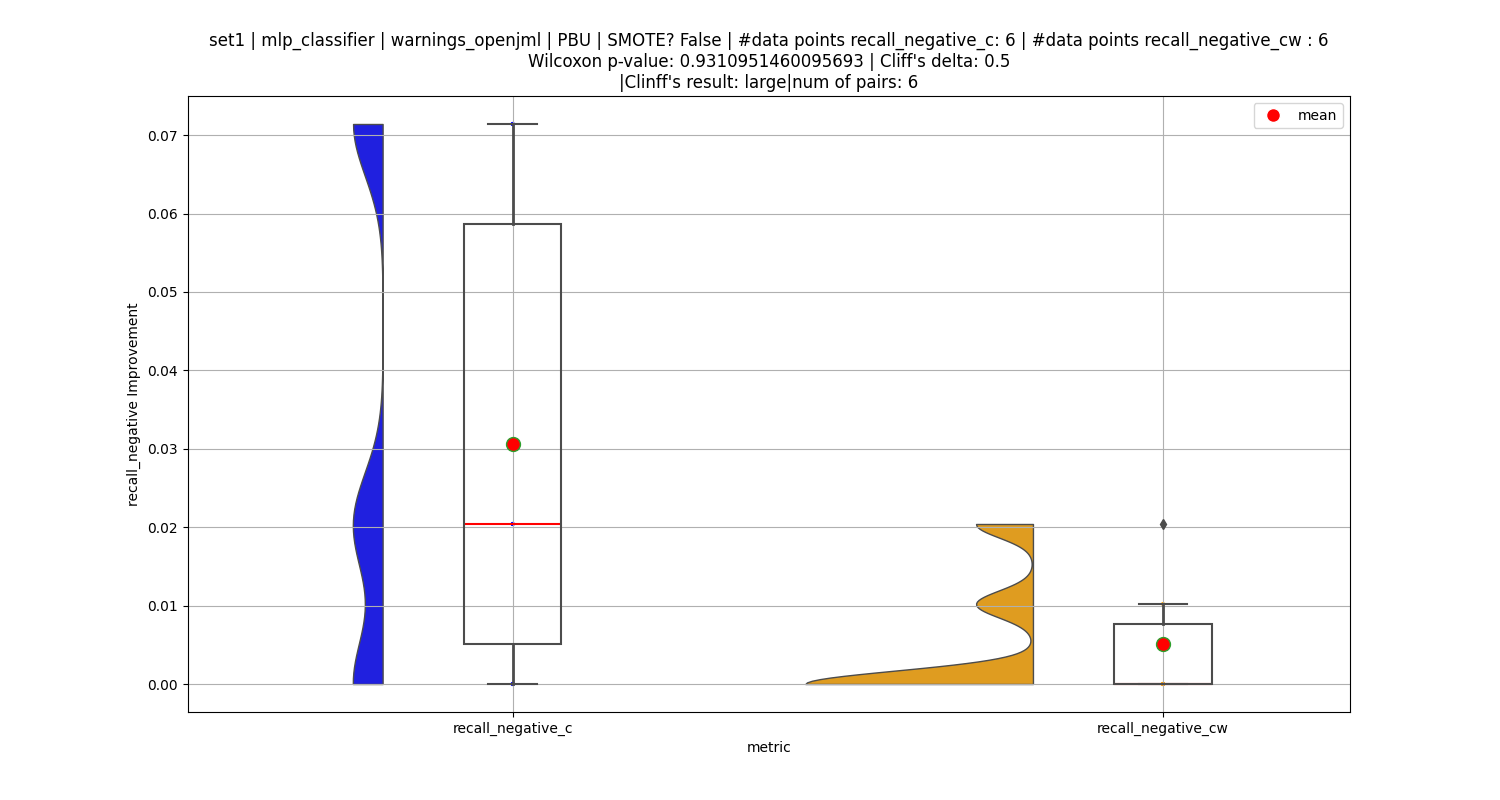 set1 | mlp_classifier | warnings_openjml | PBU | SMOTE? False | #data points recall_negative_c: 6 | #data points recall_negative_cw : 6
Wilcoxon p-value: 0.9310951460095693 | Cliff's delta: 0.5
|Clinff's result: large|num of pairs: 6
mean
0.07
0.06
0.05
0.04
0.03
0.02
0.01
0.00
recall_negative Improvement
recall_negative_c
recall_negative_cw
metric